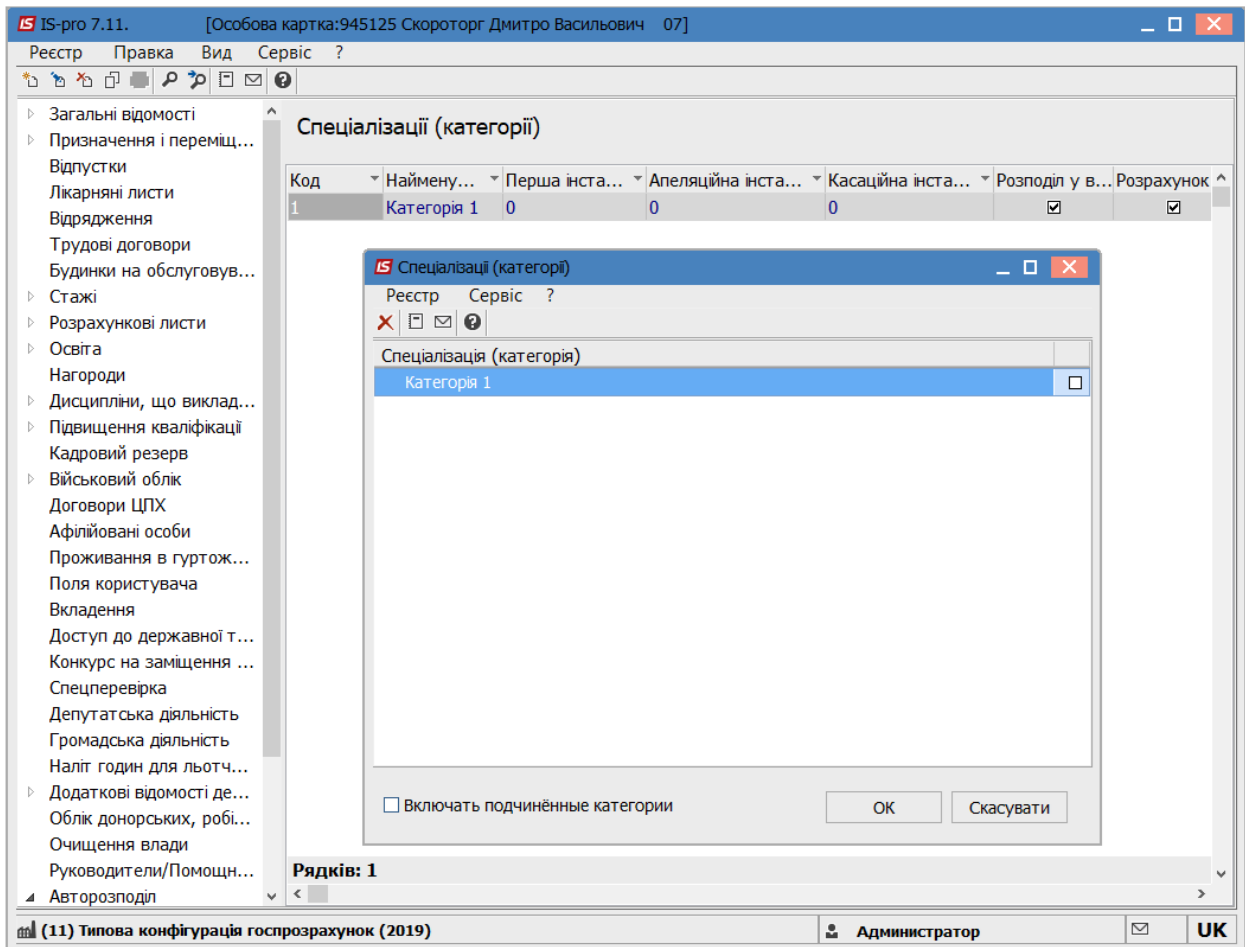 IS-pro 7.11. [Особова картка:945125 Скороторг Дмитро Васильович 07]
Реєстр Правка Вид Сервіс ?
Загальні відомості
Призначення і переміщ...
Відпустки
Лікарняні листи
Відрядження
Трудові договори
Будинки на обслуговув...
Стажі
Розрахункові листи
Освіта
Нагороди
Дисципліни, що виклад...
Підвищення кваліфікації
Кадровий резерв
Військовий облік
Договори ЦПХ
Афілійовані особи
Проживання в гуртож...
Поля користувача
Вкладення
Доступ до державної т...
Конкурс на заміщення ...
Спецперевірка
Депутатська діяльність
Громадська діяльність
Наліт годин для льотч...
Додаткові відомості де...
Облік донорських, робі...
Очищення влади
Руководители/Помощн...
Авторозподіл
Спеціалізації (категорії)
Код Наймену... Перша інста... Апеляційна інста... Касаційна інста... Розподіл у в... Розрахунок
1 Категорія 1 0 0 0
Спеціалізації (категорії)
Реєстр Сервіс ?
Спеціалізація (категорія)
Категорія 1
Включать подчинённые категории
ОК Скасувати
Рядків: 1
(11) Типова конфігурація госпрозрахунок (2019) Администратор UK